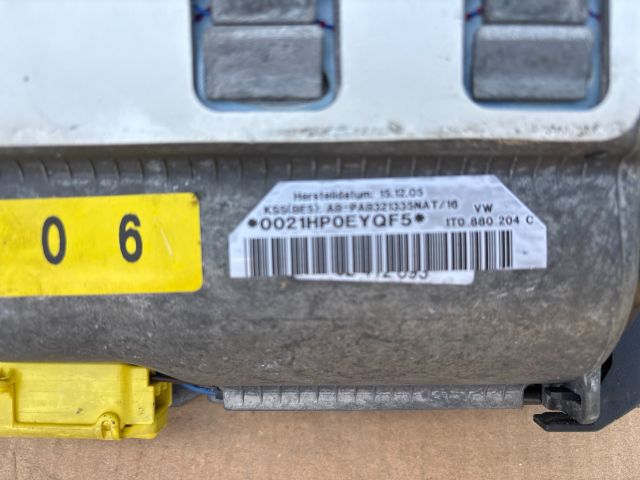 Herstelldatum: 15.12.05
KSS(BFS) AB-PAB321335NAT/16 VW
*0021HP0EYQF5* 1T0 880 204 C
0 6